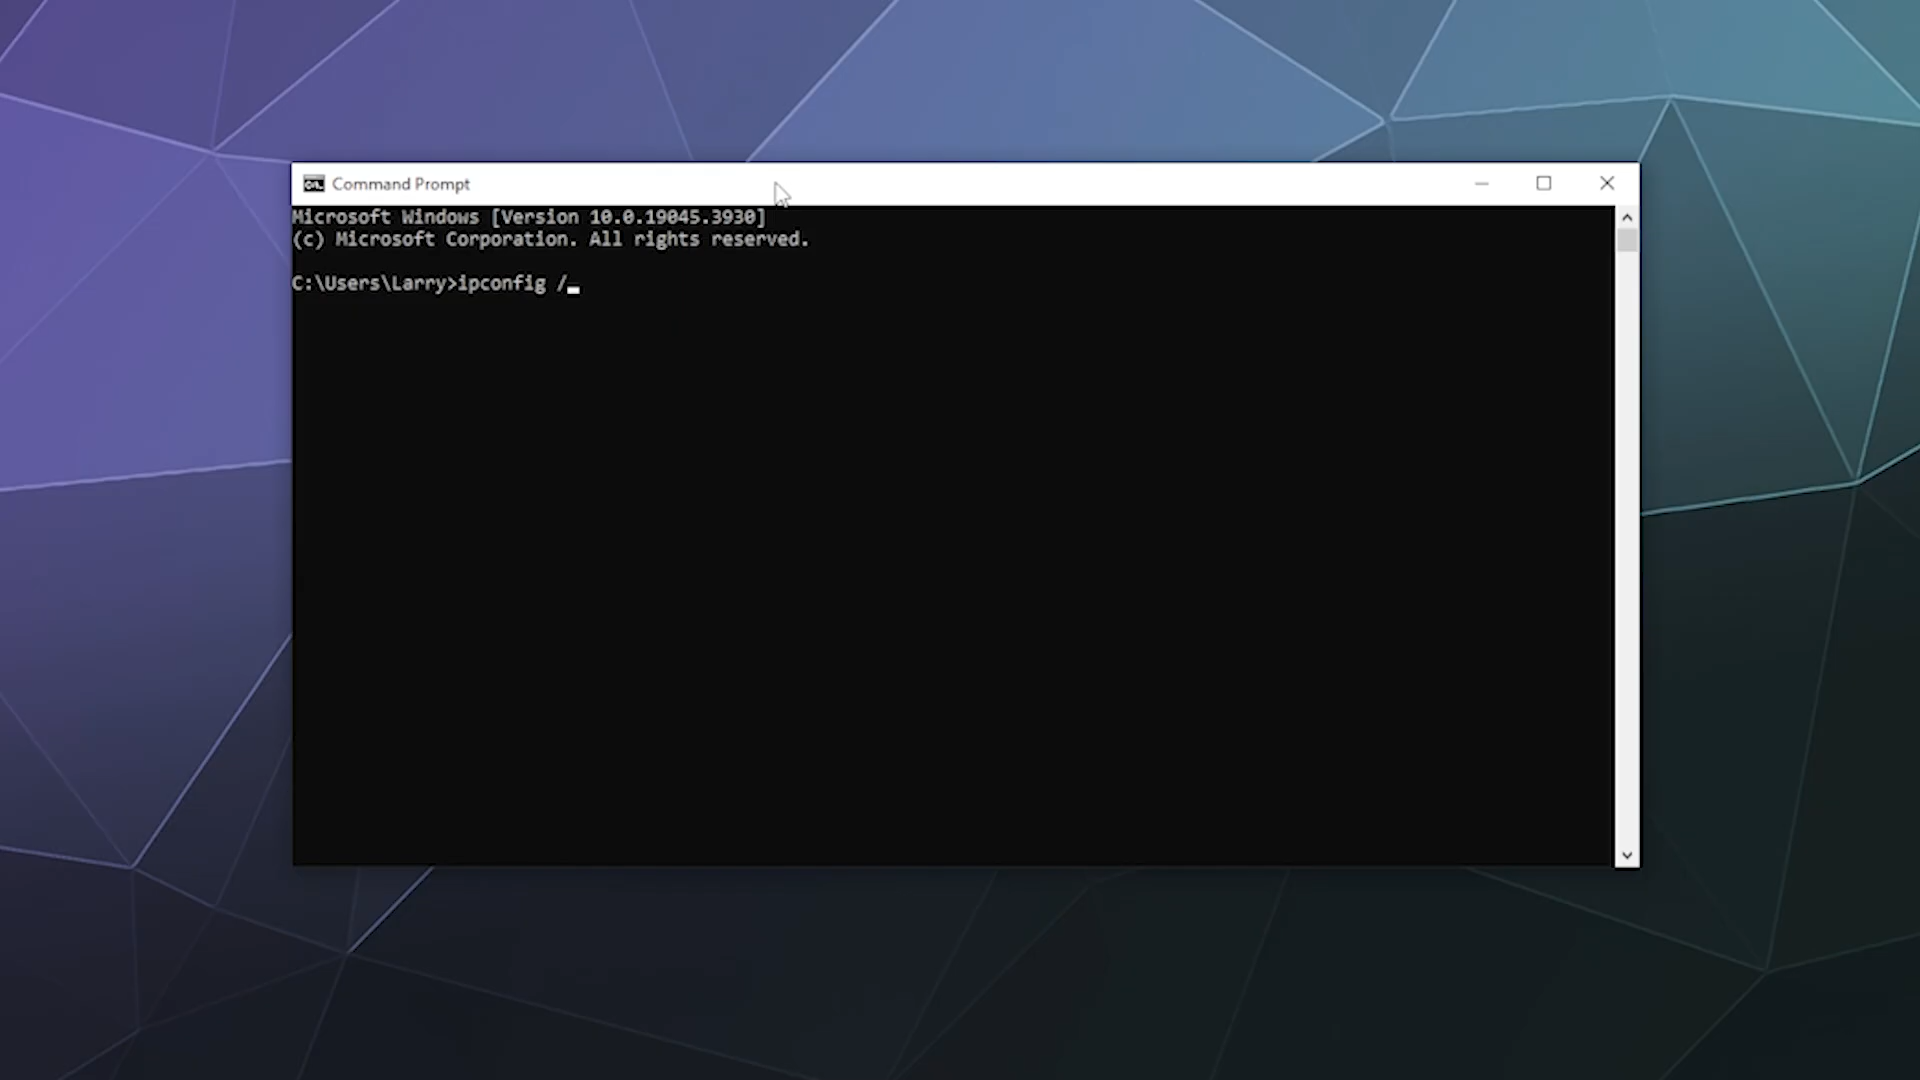 Command Prompt
Microsoft Windows [Version 10.0.19045.3930]
(c) Microsoft Corporation. All rights reserved.
C:\Users\Larry>ipconfig /